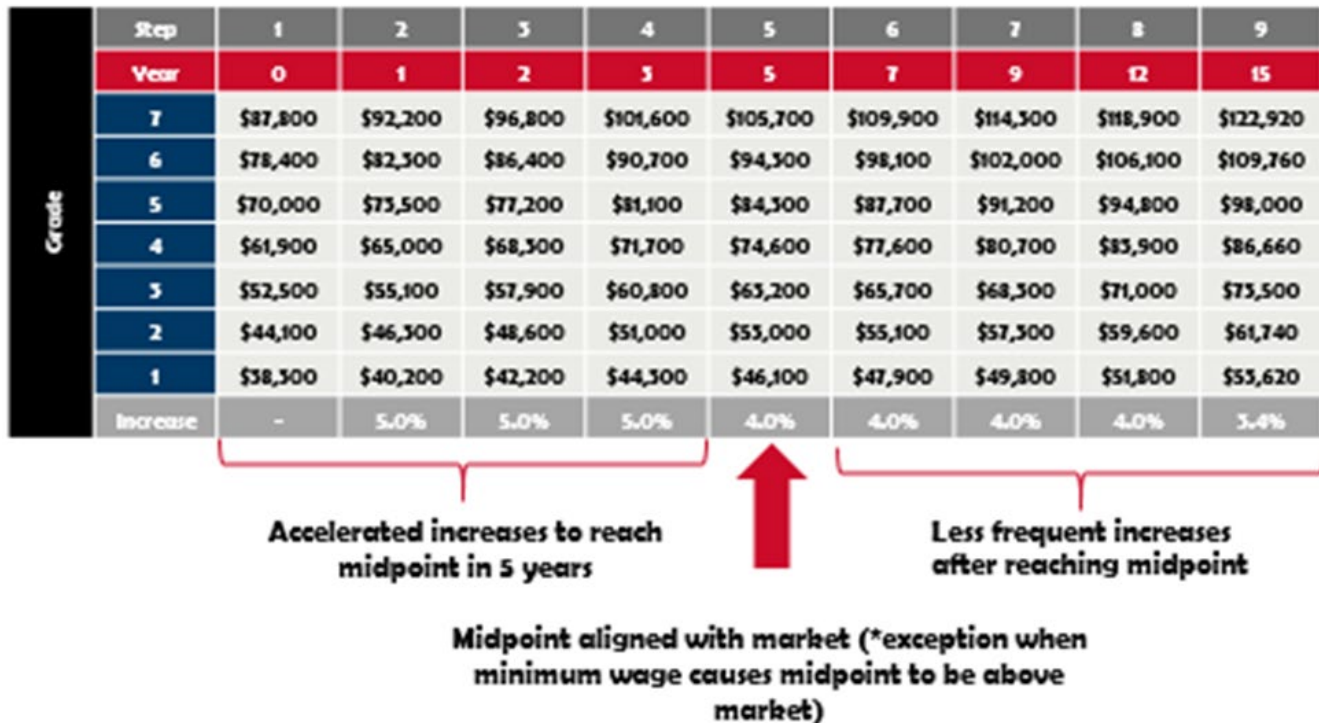 Step 1 2 3 4 5 6 7 8 9
Year 0 1 2 3 5 7 9 12 15
Grade
7 $87,800 $92,200 $96,800 $101,600 $105,700 $109,900 $114,300 $118,900 $122,920
6 $78,400 $82,300 $86,400 $90,700 $94,300 $98,100 $102,000 $106,100 $109,760
5 $70,000 $73,500 $77,200 $81,100 $84,300 $87,700 $91,200 $94,800 $98,000
4 $61,900 $65,000 $68,300 $71,700 $74,600 $77,600 $80,700 $83,900 $86,660
3 $52,500 $55,100 $57,900 $60,800 $63,200 $65,700 $68,300 $71,000 $73,500
2 $44,100 $46,300 $48,600 $51,000 $53,000 $55,100 $57,300 $59,600 $61,740
1 $38,300 $40,200 $42,200 $44,300 $46,100 $47,900 $49,800 $51,800 $53,620
Increase - 5.0% 5.0% 5.0% 4.0% 4.0% 4.0% 4.0% 3.4%
Accelerated increases to reach
midpoint in 5 years
Less frequent increases
after reaching midpoint
Midpoint aligned with market (*exception when
minimum wage causes midpoint to be above
market)